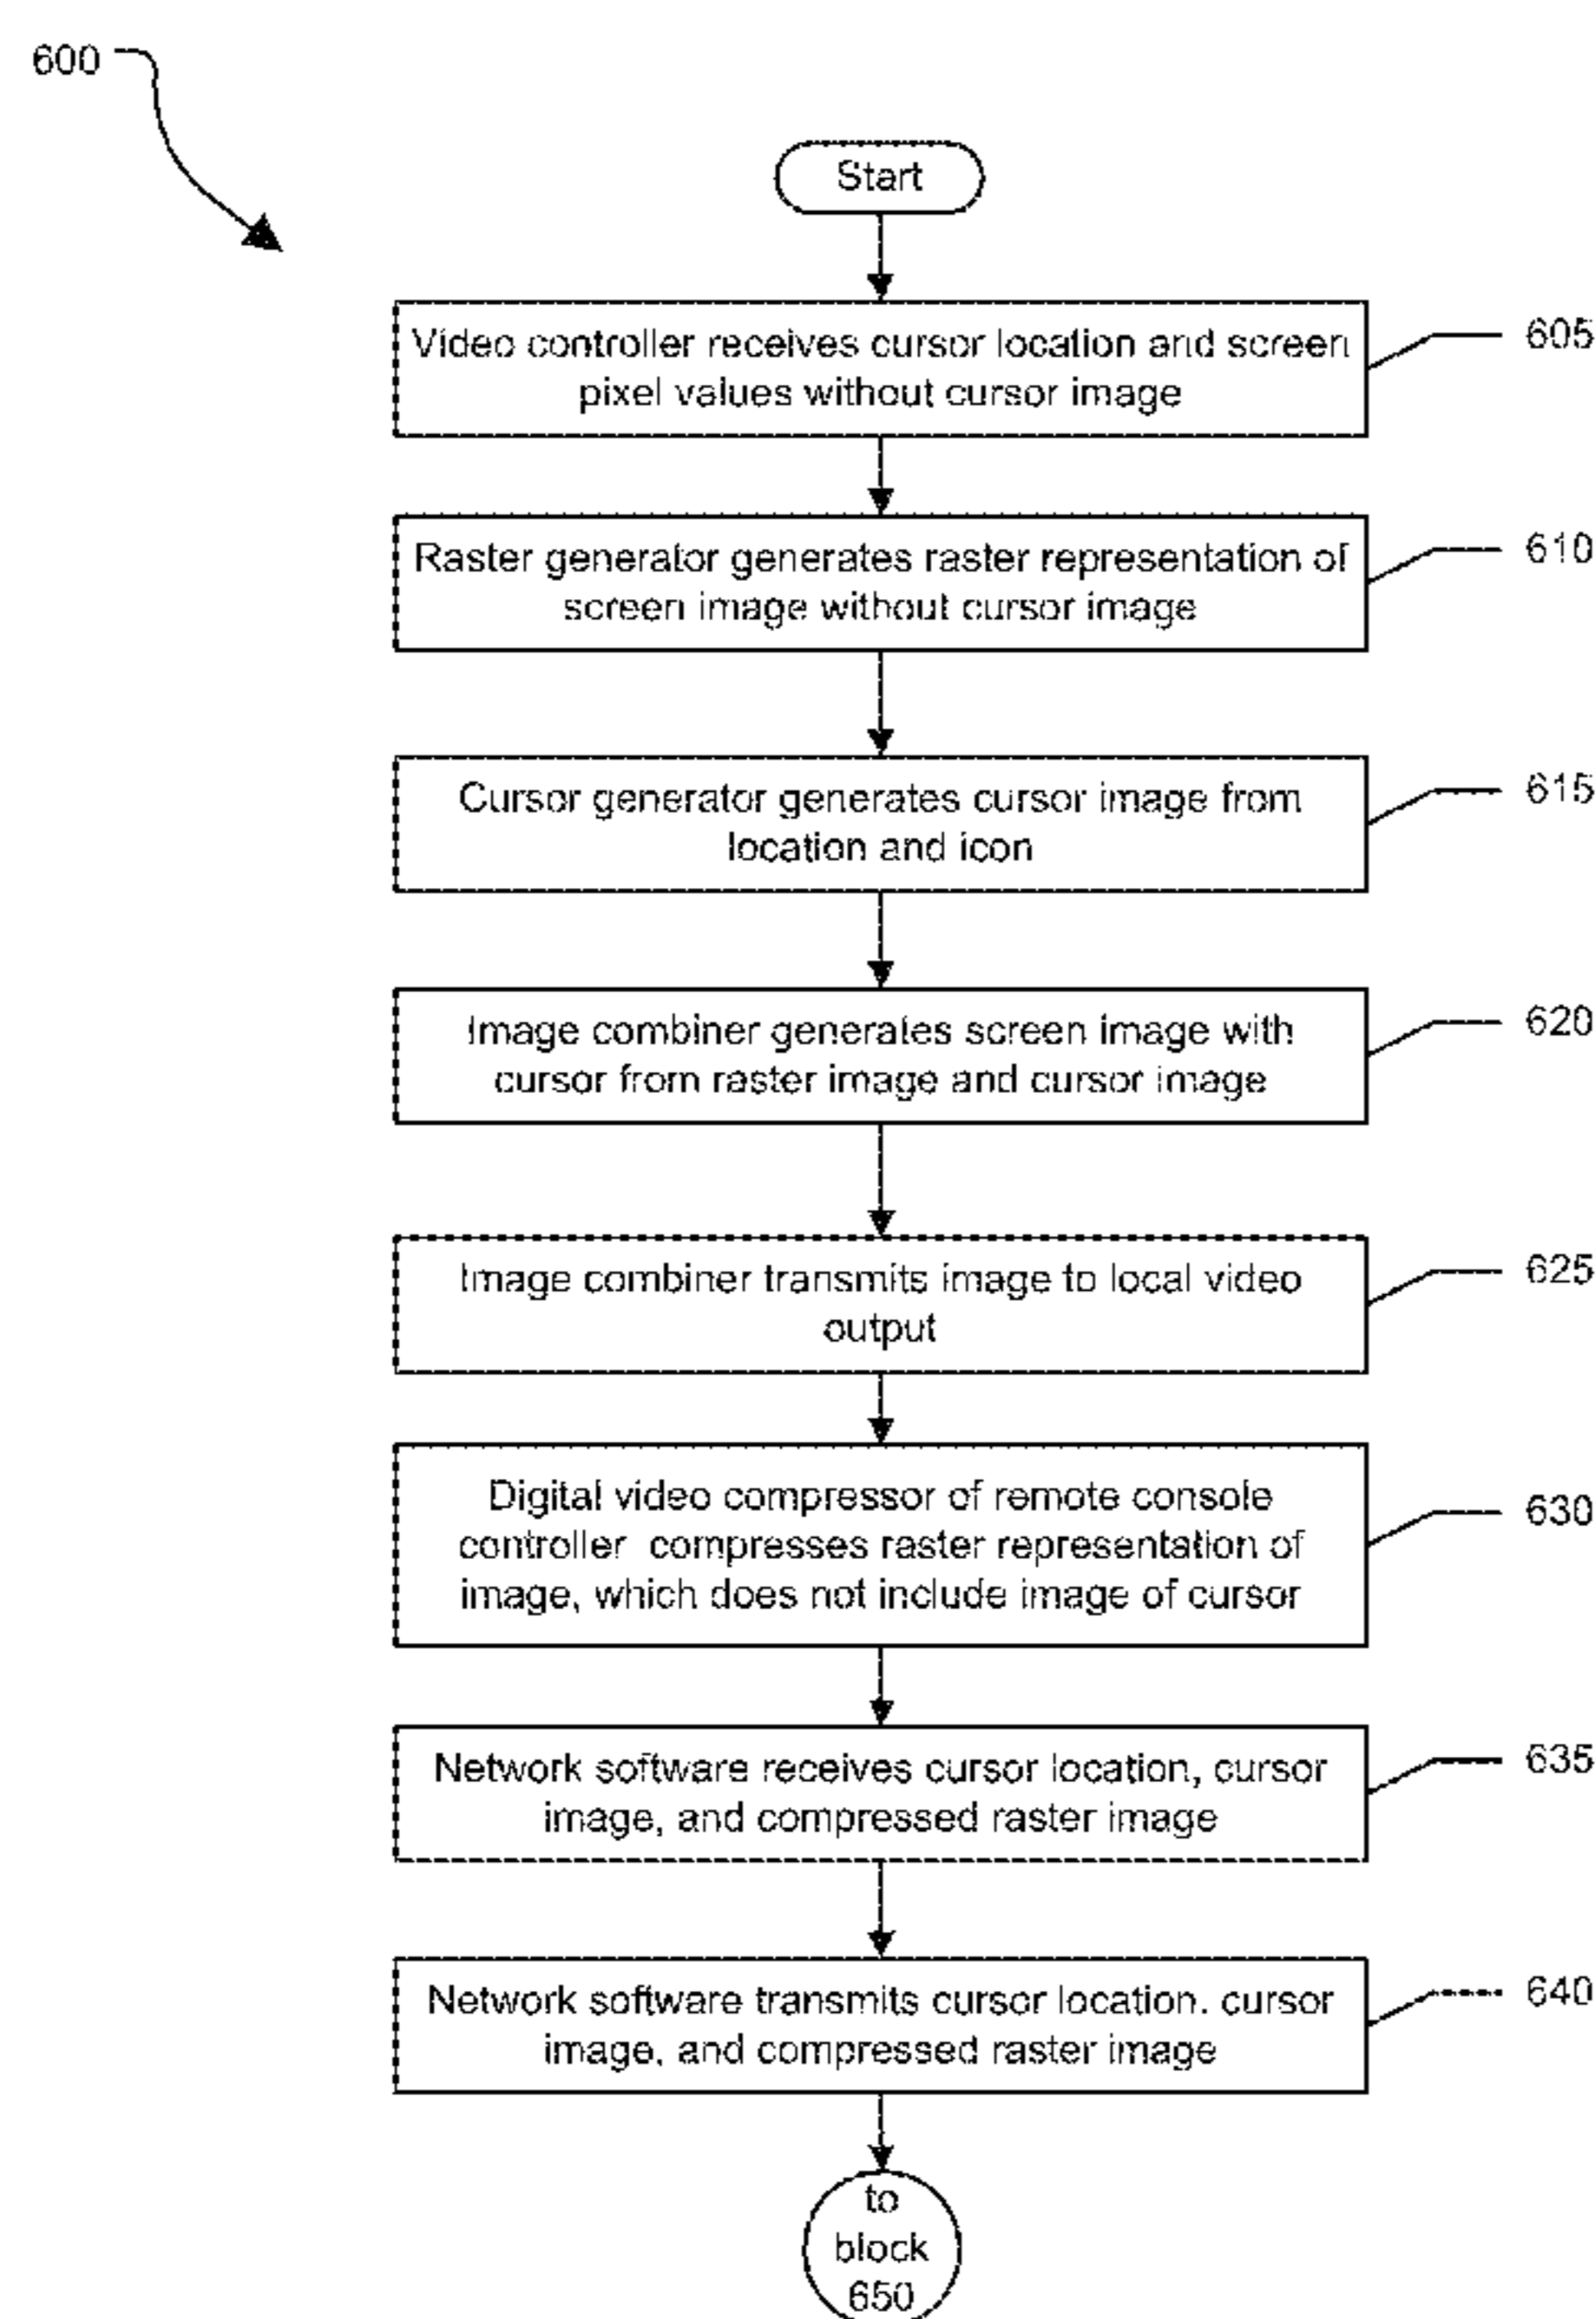 600
Start
Video controller receives cursor location and screen
pixel values without cursor image
605
Raster generator generates raster representation of
screen image without cursor image
610
Cursor generator generates cursor image from
location and icon
615
Image combiner generates screen image with
cursor from raster image and cursor image
620
Image combiner transmits image to local video
output
625
Digital video compressor of remote console
controller compresses raster representation of
image, which does not include image of cursor
630
Network software receives cursor location, cursor
image, and compressed raster image
635
Network software transmits cursor location. cursor
image, and compressed raster image
640
to
block
650